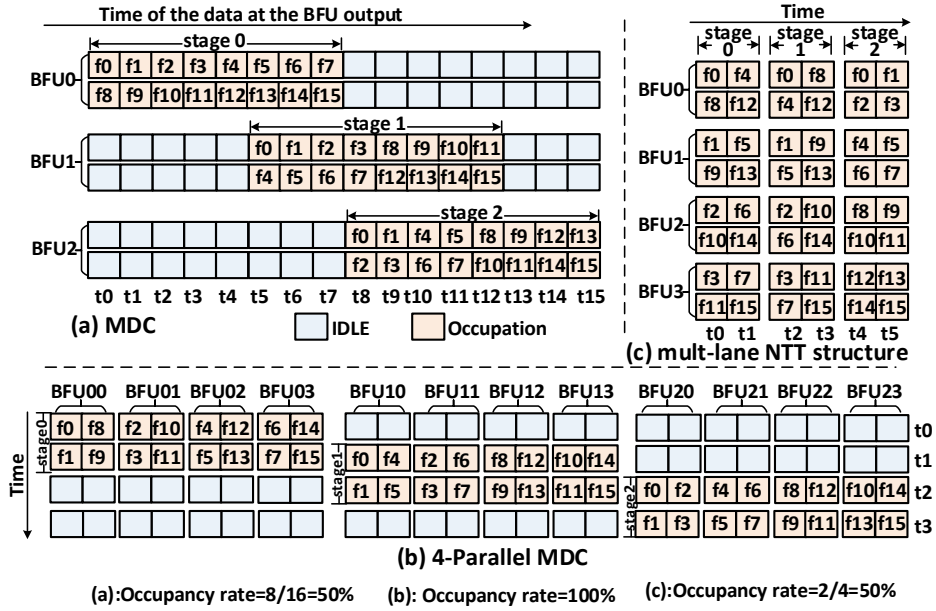 Time of the data at the BFU output
stage 0
BFU0
f0 f1 f2 f3 f4 f5 f6 f7
f8 f9 f10 f11 f12 f13 f14 f15
stage 1
BFU1
f0 f1 f2 f3 f8 f9 f10 f11
f4 f5 f6 f7 f12 f13 f14 f15
stage 2
BFU2
f0 f1 f4 f5 f8 f9 f12 f13
f2 f3 f6 f7 f10 f11 f14 f15
t0 t1 t2 t3 t4 t5 t6 t7 t8 t9 t10 t11 t12 t13 t14 t15
(a) MDC
IDLE
Occupation
Time
stage 0 stage 1 stage 2
BFU0
f0 f4 f0 f8 f0 f1
f8 f12 f4 f12 f2 f3
BFU1
f1 f5 f1 f9 f4 f5
f9 f13 f5 f13 f6 f7
BFU2
f2 f6 f2 f10 f8 f9
f10 f14 f6 f14 f10 f11
BFU3
f3 f7 f3 f11 f12 f13
f11 f15 f7 f15 f14 f15
t0 t1 t2 t3 t4 t5
(c) mult-lane NTT structure
BFU00 BFU01 BFU02 BFU03 BFU10 BFU11 BFU12 BFU13 BFU20 BFU21 BFU22 BFU23
Time
stage0
stage1
stage2
f0 f8 f2 f10 f4 f12 f6 f14 t0
f1 f9 f3 f11 f5 f13 f7 f15 f0 f4 f2 f6 f8 f12 f10 f14 t1
f1 f5 f3 f7 f9 f13 f11 f15 f0 f2 f4 f6 f8 f12 f10 f14 t2
f1 f3 f5 f7 f9 f11 f13 f15 t3
(b) 4-Parallel MDC
(a):Occupancy rate=8/16=50% (b): Occupancy rate=100% (c):Occupancy rate=2/4=50%